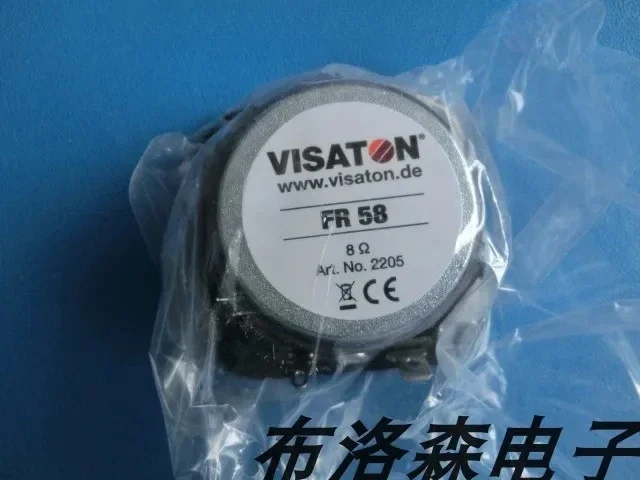 VISATON®
www.visaton.de
FR 58
8 Ω
Art. No. 2205
CE
布洛森电子